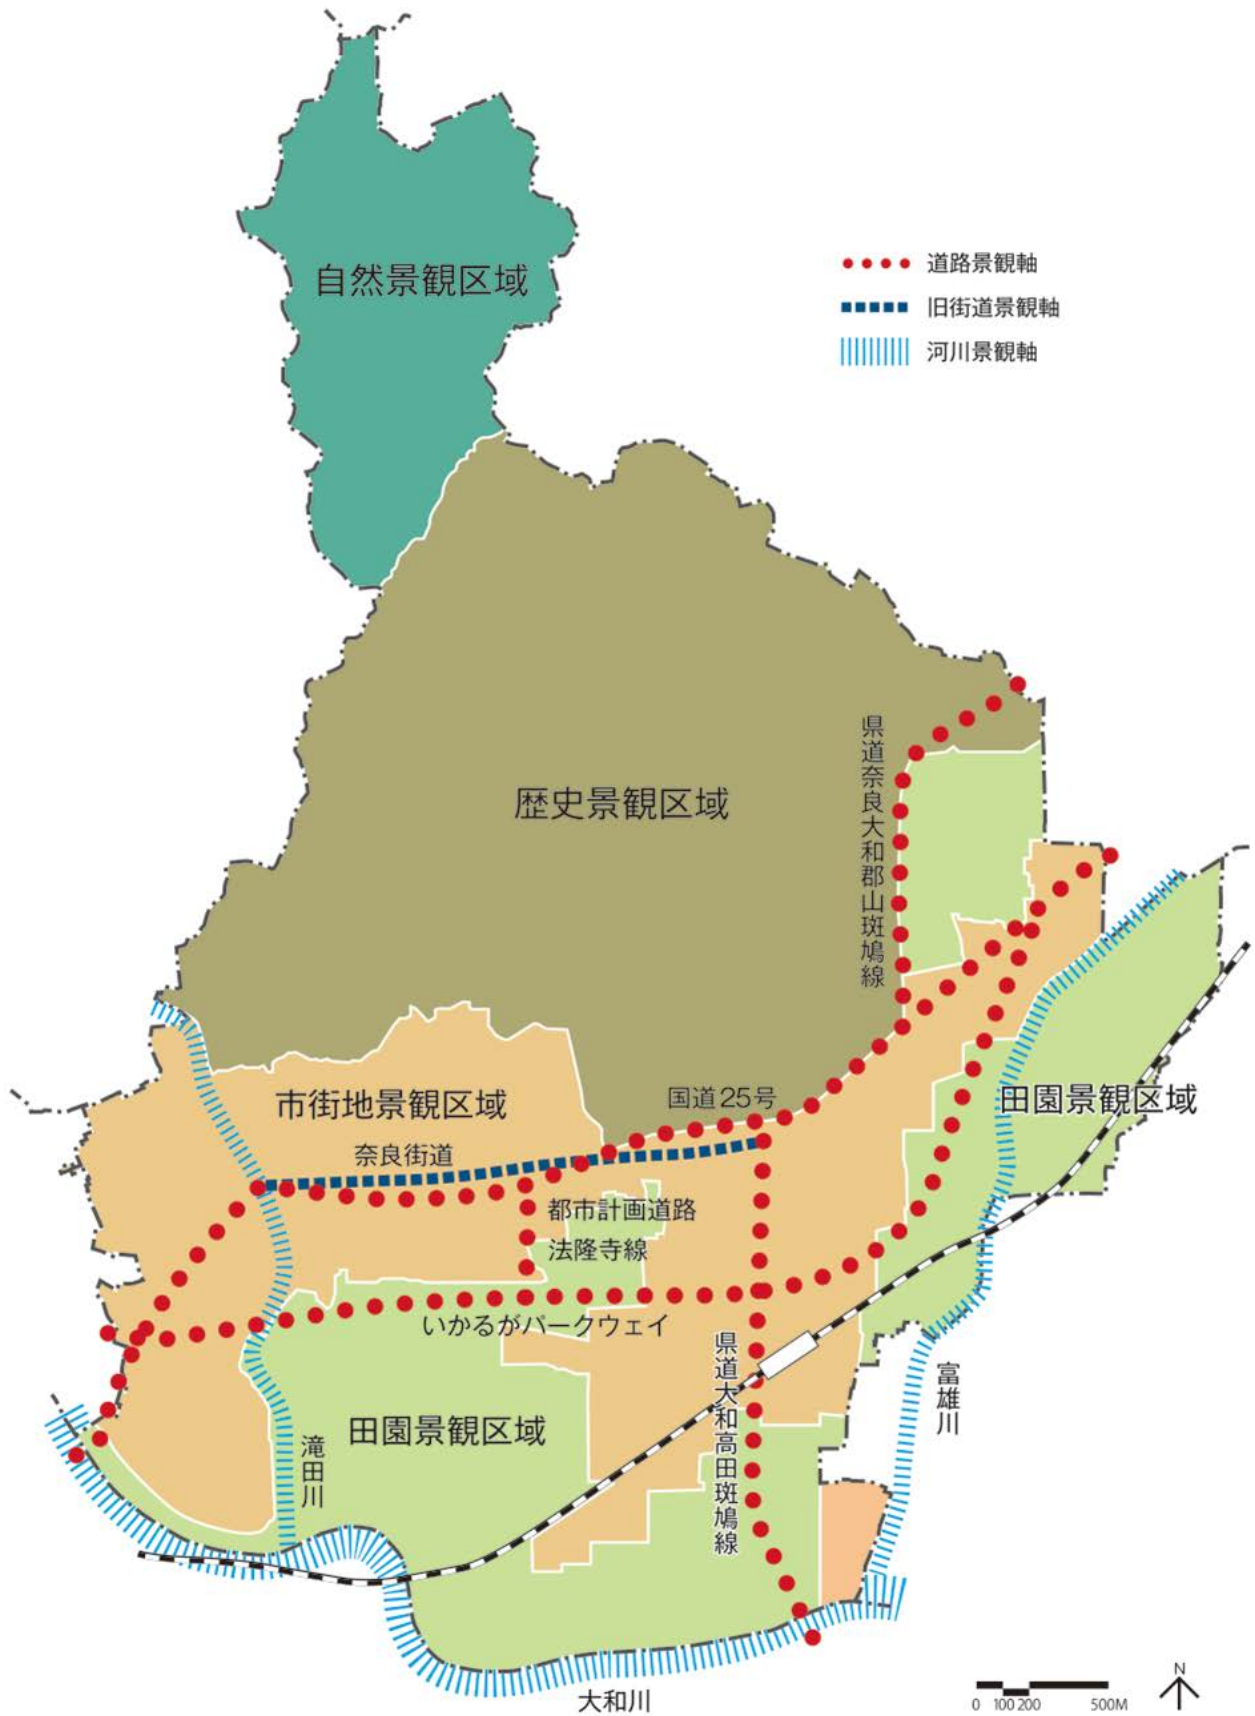 自然景観区域
道路景観軸
旧街道景観軸
河川景観軸
県道奈良大和郡山斑鳩線
歴史景観区域
国道25号
市街地景観区域
田園景観区域
奈良街道
都市計画道路
法隆寺線
いかるがパークウェイ
県道大和高田斑鳩線
富雄川
田園景観区域
滝田川
大和川
N
0 100 200 500M